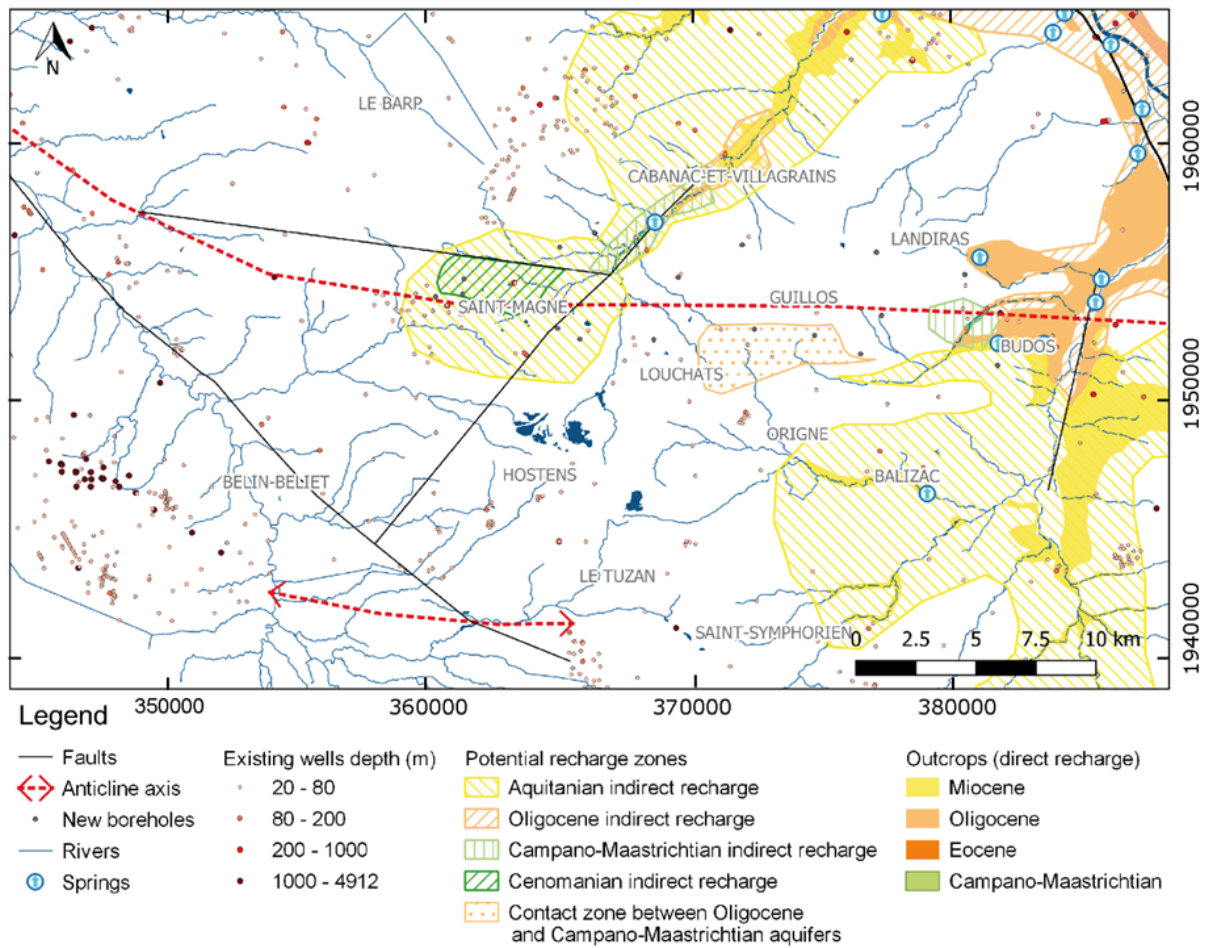 N
LE BARP
CABANAC-ET-VILLAGRAINS
LANDIRAS
SAINT-MAGNE
GUILLOS
BUDOS
LOUCHATS
ORIGNE
BELIN-BELIET
HOSTENS
BALIZAC
LE TUZAN
SAINT-SYMPHORIEN
0 2.5 5 7.5 10 km
1960000
1950000
1940000
350000 360000 370000 380000
Legend
Faults
Anticline axis
New boreholes
Rivers
Springs
Existing wells depth (m)
20 - 80
80 - 200
200 - 1000
1000 - 4912
Potential recharge zones
Aquitanian indirect recharge
Oligocene indirect recharge
Campano-Maastrichtian indirect recharge
Cenomanian indirect recharge
Contact zone between Oligocene
and Campano-Maastrichtian aquifers
Outcrops (direct recharge)
Miocene
Oligocene
Eocene
Campano-Maastrichtian